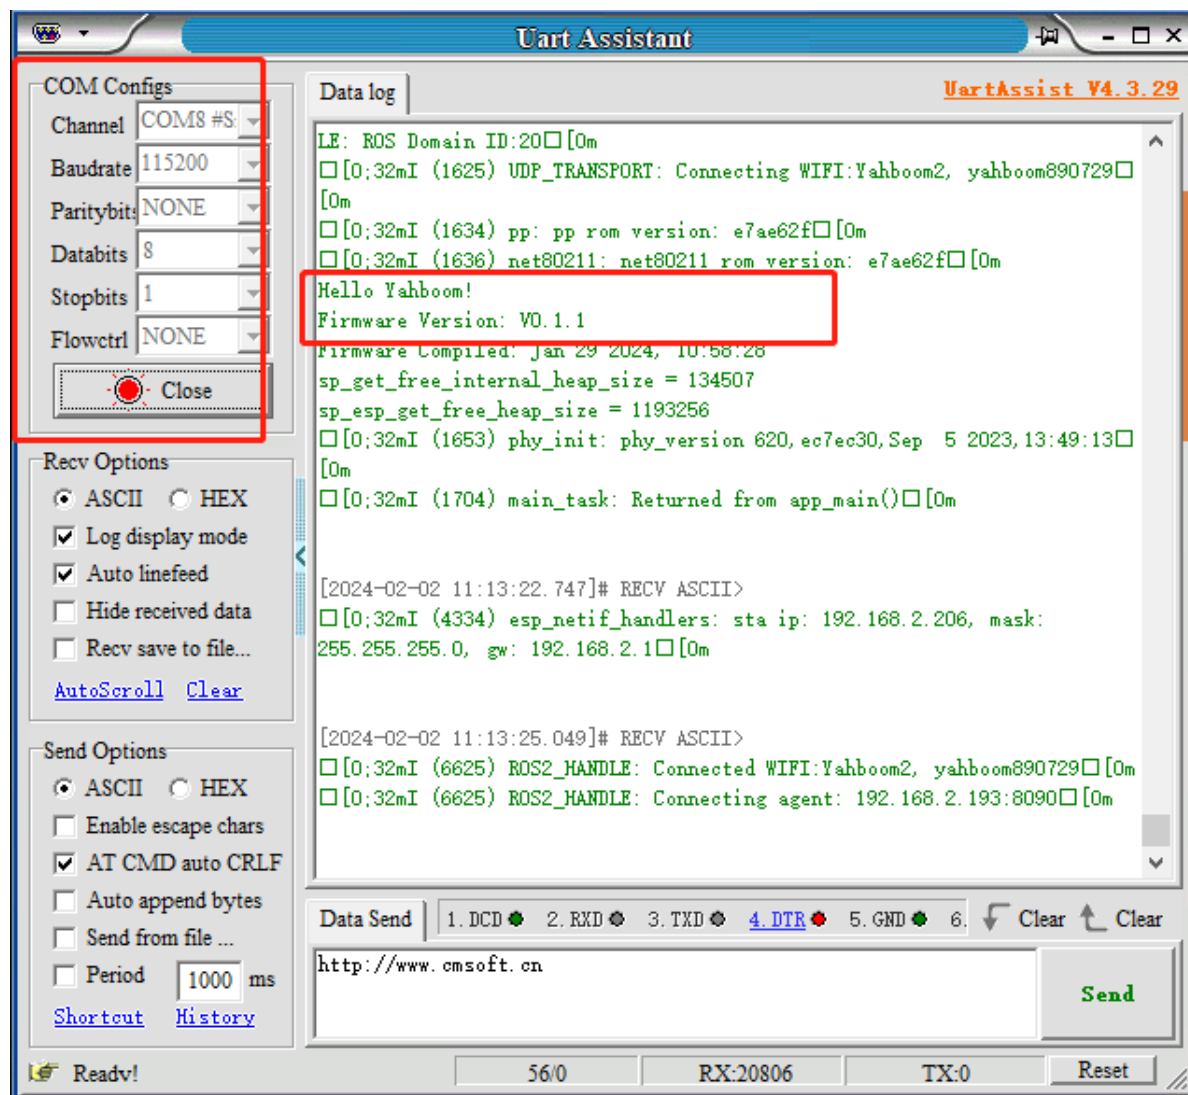 Uart Assistant
COM Configs
Channel COM8 #S
Baudrate 115200
Paritybits NONE
Databits 8
Stopbits 1
Flowctrl NONE
Close
Recv Options
ASCII HEX
Log display mode
Auto linefeed
Hide received data
Recv save to file...
AutoScroll Clear
Send Options
ASCII HEX
Enable escape chars
AT CMD auto CRLF
Auto append bytes
Send from file ...
Period 1000 ms
Shortcut History
Data log
UartAssist V4.3.29
LE: ROS Domain ID:20□[0m
□[0;32mI (1625) UDP_TRANSPORT: Connecting WIFI:Yahboom2, yahboom890729□
[0m
□[0;32mI (1634) pp: pp rom version: e7ae62f□[0m
□[0;32mI (1636) net80211: net80211 rom version: e7ae62f□[0m
Hello Yahboom!
Firmware Version: V0.1.1
Firmware Compiled: Jan 29 2024, 10:58:28
sp_get_free_internal_heap_size = 134507
sp_esp_get_free_heap_size = 1193256
□[0;32mI (1653) phy_init: phy_version 620,ec7ec30,Sep  5 2023,13:49:13□
[0m
□[0;32mI (1704) main_task: Returned from app_main()□[0m
[2024-02-02 11:13:22.747]# RECV ASCII>
□[0;32mI (4334) esp_netif_handlers: sta ip: 192.168.2.206, mask:
255.255.255.0, gw: 192.168.2.1□[0m
[2024-02-02 11:13:25.049]# RECV ASCII>
□[0;32mI (6625) ROS2_HANDLE: Connected WIFI:Yahboom2, yahboom890729□[0m
□[0;32mI (6625) ROS2_HANDLE: Connecting agent: 192.168.2.193:8090□[0m
Data Send 1. DCD 2. RXD 3. TXD 4. DTR 5. GND 6. Clear Clear
http://www.cmsoft.cn
Send
Ready! 56/0 RX:20806 TX:0 Reset